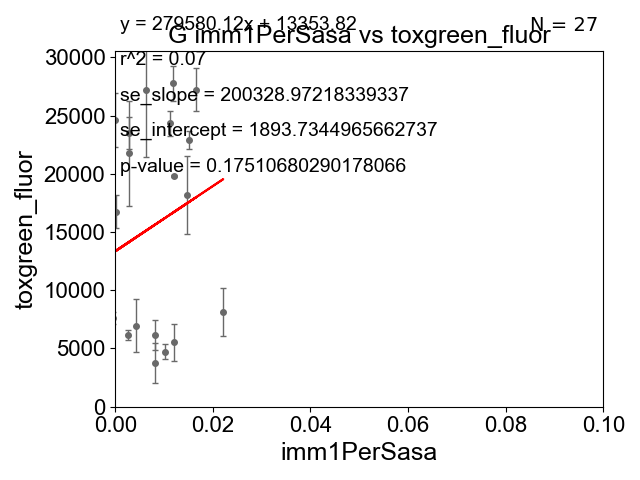 y = 279580.12x + 13353.82
N = 27
G imm1PerSasa vs toxgreen_fluor
r^2 = 0.07
se_slope = 200328.97218339337
se_intercept = 1893.7344965662737
p-value = 0.17510680290178066
30000
25000
20000
15000
10000
5000
0
toxgreen_fluor
0.00
0.02
0.04
0.06
0.08
0.10
imm1PerSasa